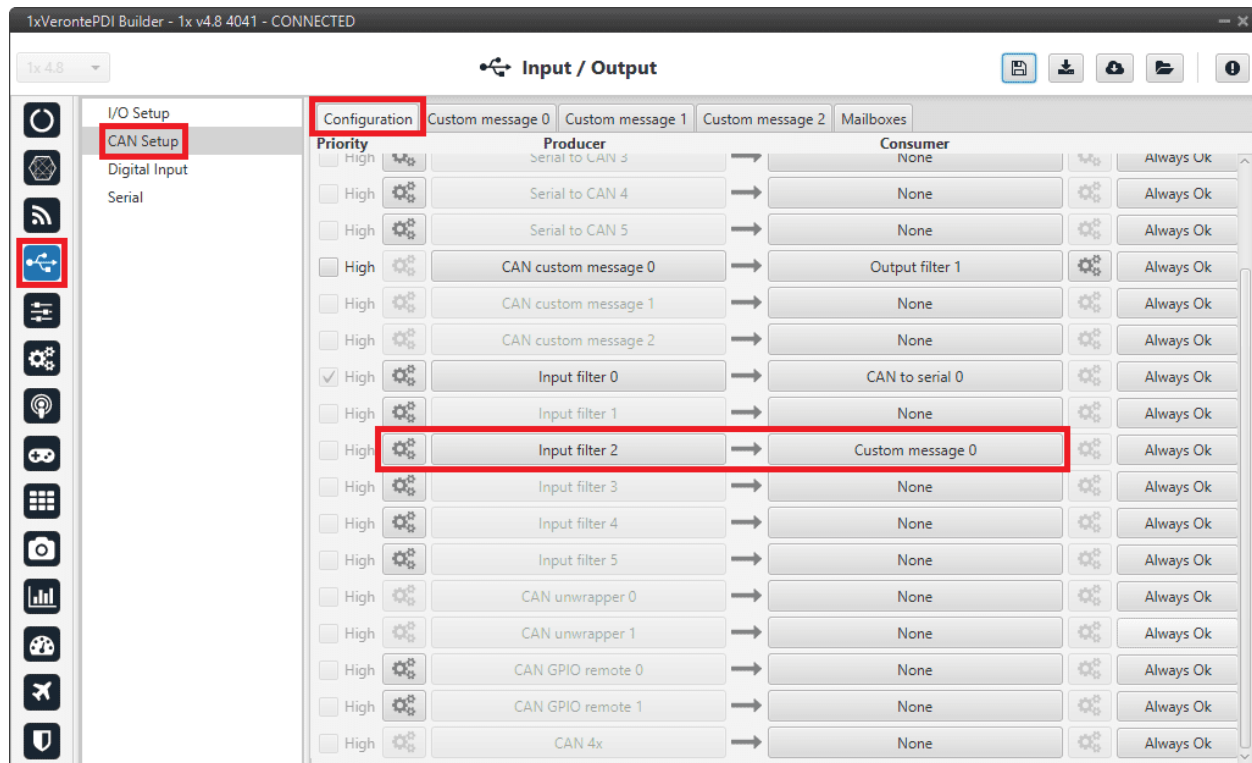 1xVerontePDI Builder - 1x v4.8 4041 - CONNECTED
1x 4.8
Input / Output
I/O Setup
CAN Setup
Digital Input
Serial
Configuration Custom message 0 Custom message 1 Custom message 2 Mailboxes
Priority Producer Consumer
High Serial to CAN 3 None Always Ok
High Serial to CAN 4 None Always Ok
High Serial to CAN 5 None Always Ok
High CAN custom message 0 Output filter 1 Always Ok
High CAN custom message 1 None Always Ok
High CAN custom message 2 None Always Ok
High Input filter 0 CAN to serial 0 Always Ok
High Input filter 1 None Always Ok
High Input filter 2 Custom message 0 Always Ok
High Input filter 3 None Always Ok
High Input filter 4 None Always Ok
High Input filter 5 None Always Ok
High CAN unwrapper 0 None Always Ok
High CAN unwrapper 1 None Always Ok
High CAN GPIO remote 0 None Always Ok
High CAN GPIO remote 1 None Always Ok
High CAN 4x None Always Ok